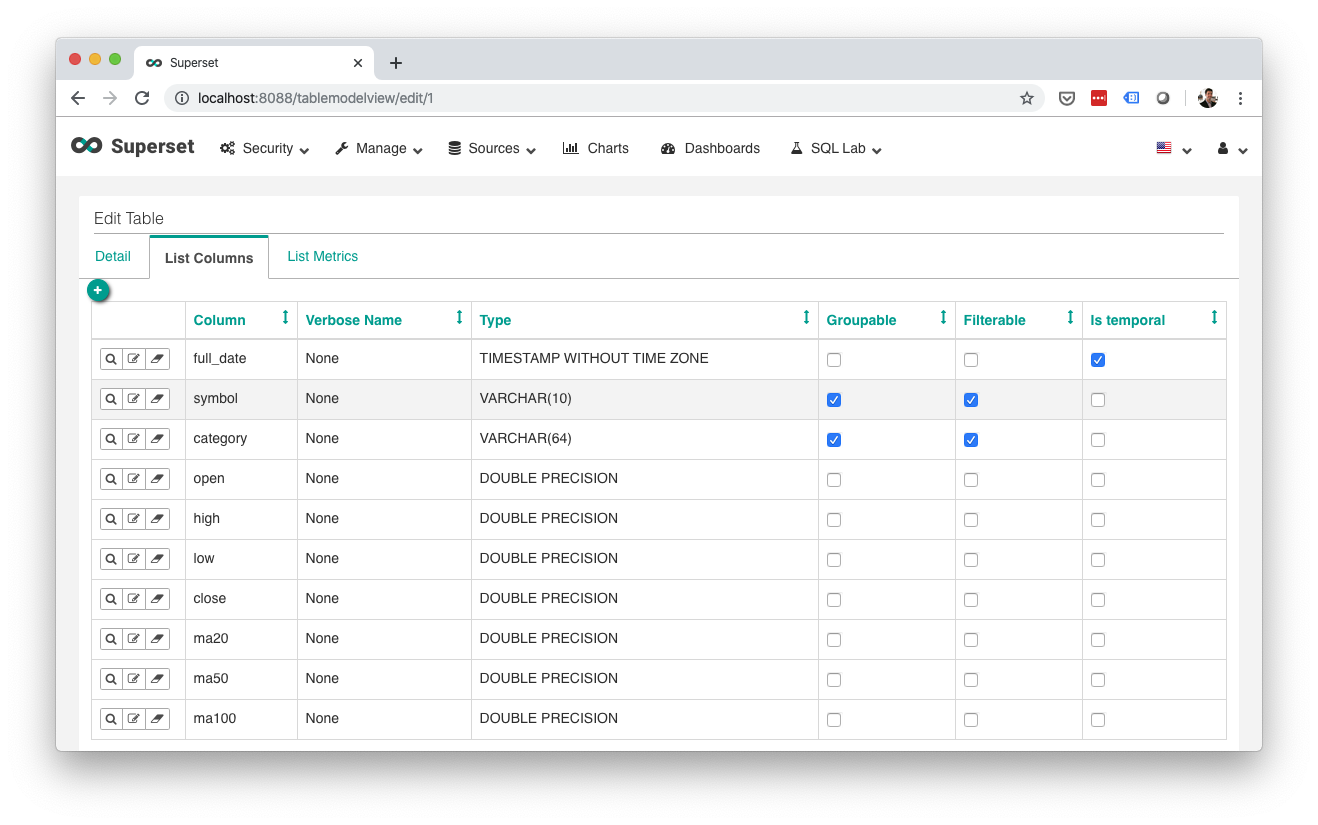 Superset
localhost:8088/tablemodelview/edit/1
Superset Security Manage Sources Charts Dashboards SQL Lab
Edit Table
Detail List Columns List Metrics
Column Verbose Name Type Groupable Filterable Is temporal
full_date None TIMESTAMP WITHOUT TIME ZONE
symbol None VARCHAR(10)
category None VARCHAR(64)
open None DOUBLE PRECISION
high None DOUBLE PRECISION
low None DOUBLE PRECISION
close None DOUBLE PRECISION
ma20 None DOUBLE PRECISION
ma50 None DOUBLE PRECISION
ma100 None DOUBLE PRECISION